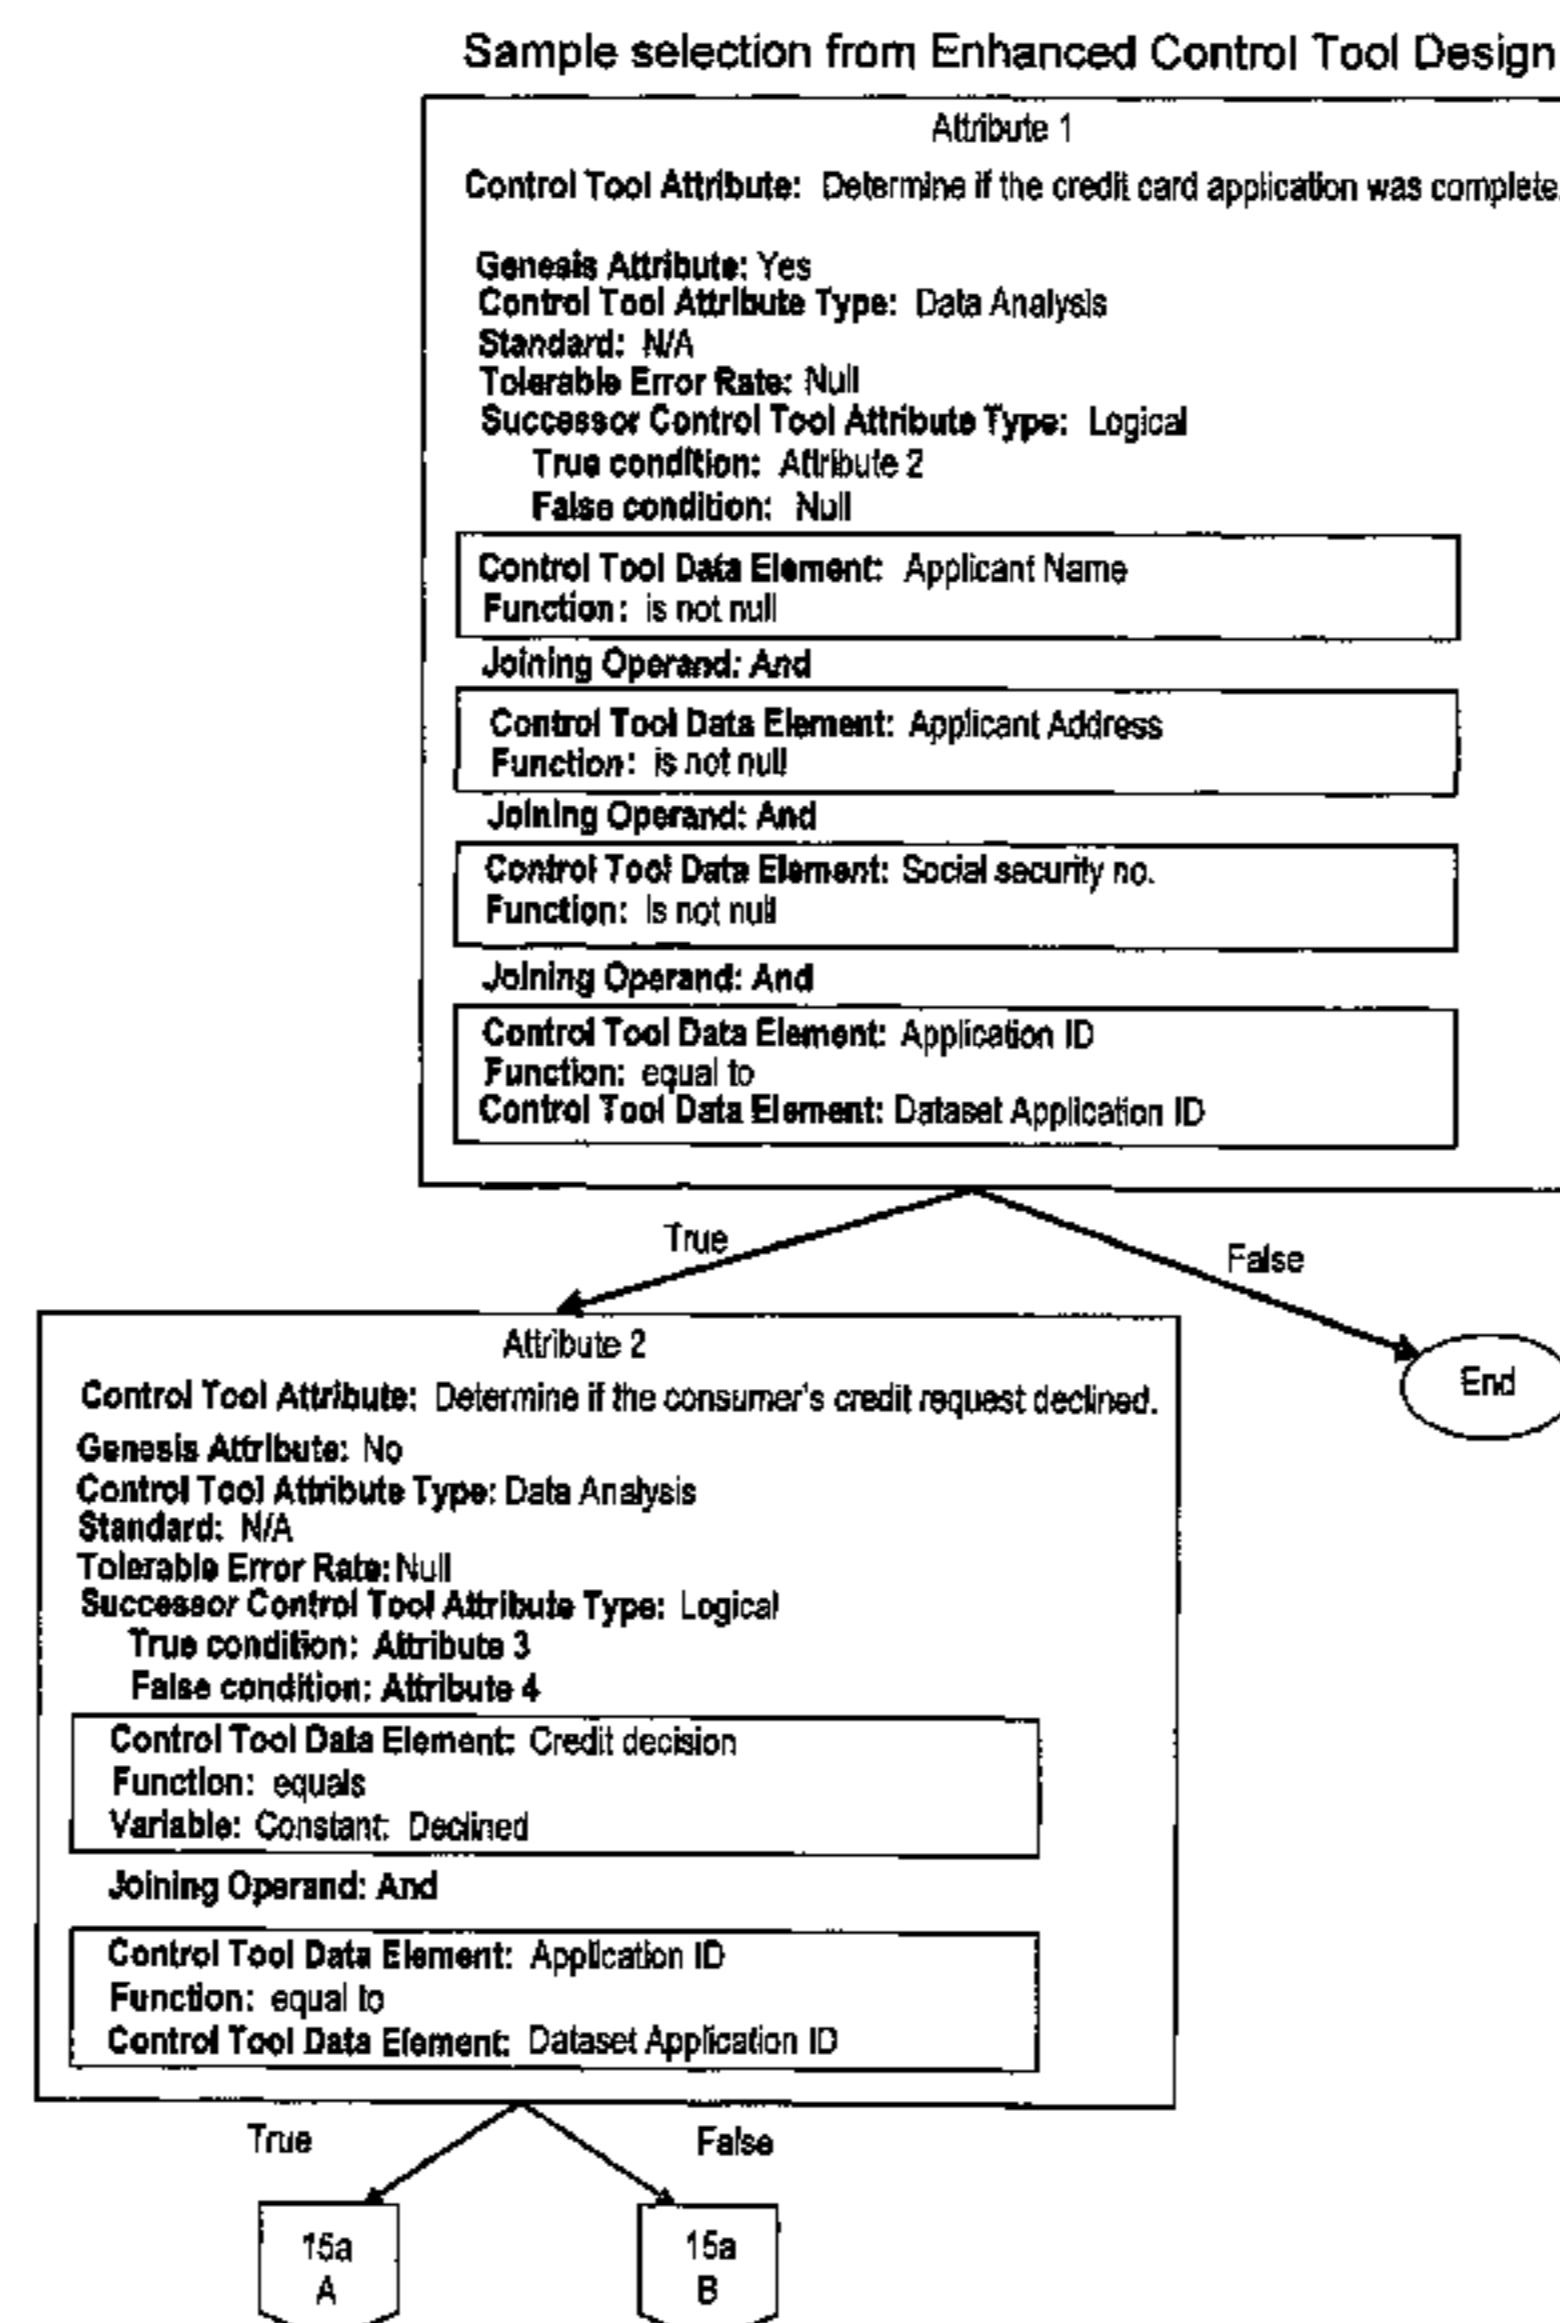 Sample selection from Enhanced Control Tool Design
Attribute 1
Control Tool Attribute: Determine if the credit card application was complete.
Genesis Attribute: Yes
Control Tool Attribute Type: Data Analysis
Standard: N/A
Tolerable Error Rate: Null
Successor Control Tool Attribute Type: Logical
True condition: Attribute 2
False condition: Null
Control Tool Data Element: Applicant Name
Function: is not null
Joining Operand: And
Control Tool Data Element: Applicant Address
Function: is not null
Joining Operand: And
Control Tool Data Element: Social security no.
Function: Is not null
Joining Operand: And
Control Tool Data Element: Application ID
Function: equal to
Control Tool Data Element: Dataset Application ID
True
False
End
Attribute 2
Control Tool Attribute: Determine if the consumer's credit request declined.
Genesis Attribute: No
Control Tool Attribute Type: Data Analysis
Standard: N/A
Tolerable Error Rate: Null
Successor Control Tool Attribute Type: Logical
True condition: Attribute 3
False condition: Attribute 4
Control Tool Data Element: Credit decision
Function: equals
Variable: Constant: Declined
Joining Operand: And
Control Tool Data Element: Application ID
Function: equal to
Control Tool Data Element: Dataset Application ID
True
False
15a
A
15a
B